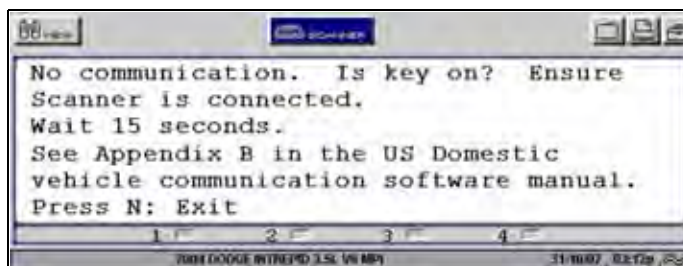 No communication. Is key on? Ensure
Scanner is connected.
Wait 15 seconds.
See Appendix B in the US Domestic
vehicle communication software manual.
Press N: Exit
1 2 3 4
DODGE INTREPID 3.5L V6 MPI